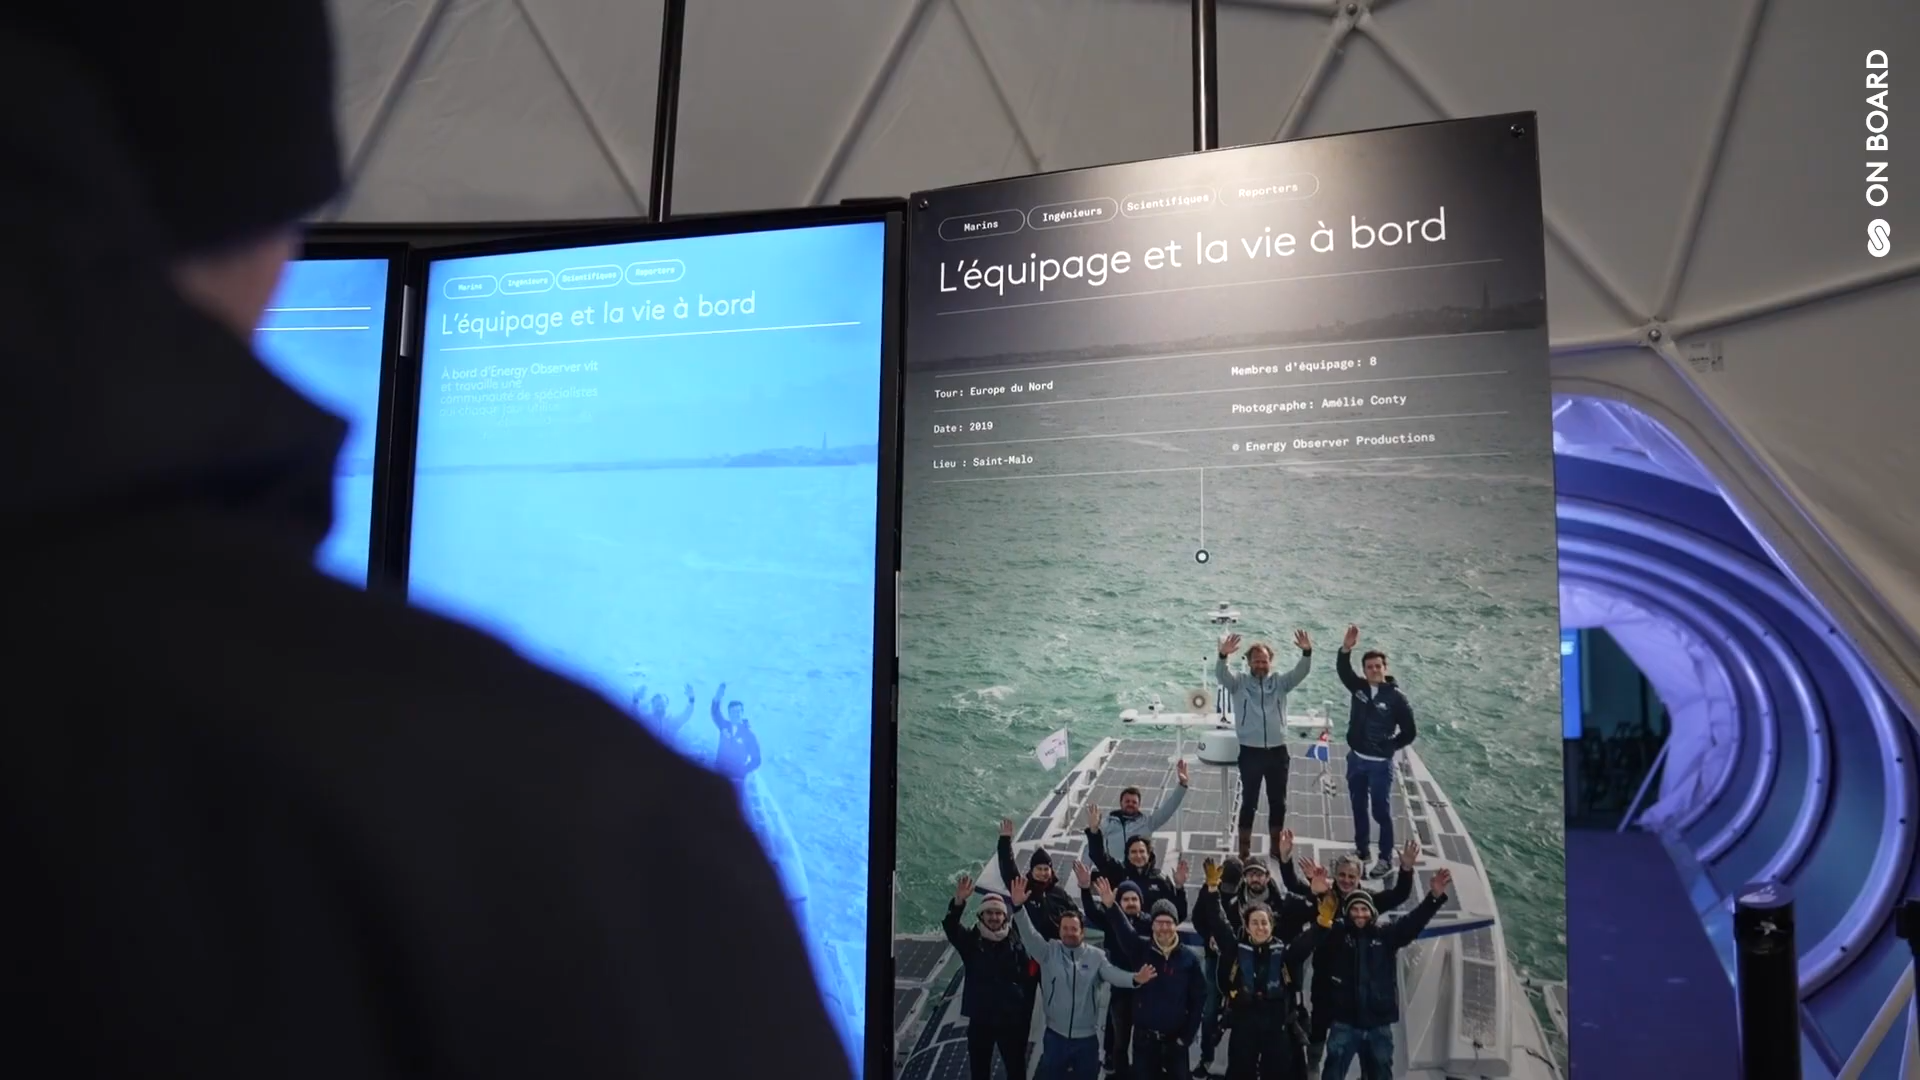 Marins
Ingénieurs
Scientifiques
Reporters
L'équipage et la vie à bord
À bord d'Energy Observer vit
et travaille une
communauté de spécialistes
Marins
Ingénieurs
Scientifiques
Reporters
L'équipage et la vie à bord
Tour: Europe du Nord
Date: 2019
Lieu : Saint-Malo
Membres d'équipage: 8
Photographe: Amélie Conty
© Energy Observer Productions
ON BOARD